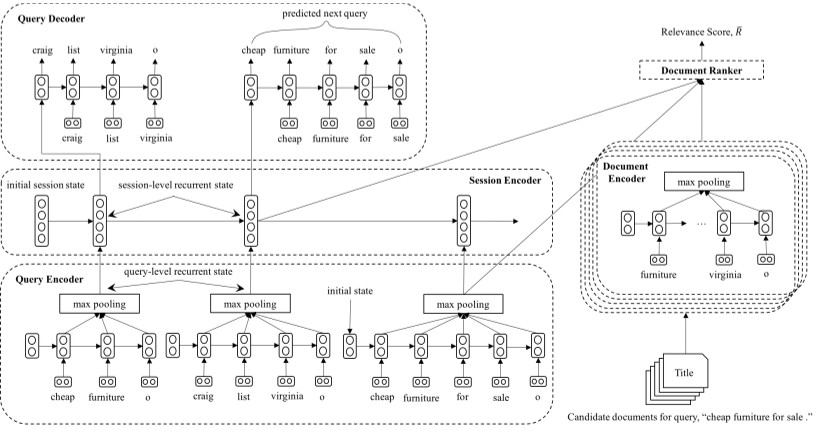 Query Decoder
predicted next query
craig list virginia o
cheap furniture for sale o
craig list virginia
cheap furniture for sale
Relevance Score, R̄
Document Ranker
initial session state
session-level recurrent state
Session Encoder
Document
Encoder
max pooling
...
furniture virginia o
Query Encoder
query-level recurrent state
initial state
max pooling
max pooling
max pooling
cheap furniture o
craig list virginia o
cheap furniture for sale o
Title
Candidate documents for query, “cheap furniture for sale .”